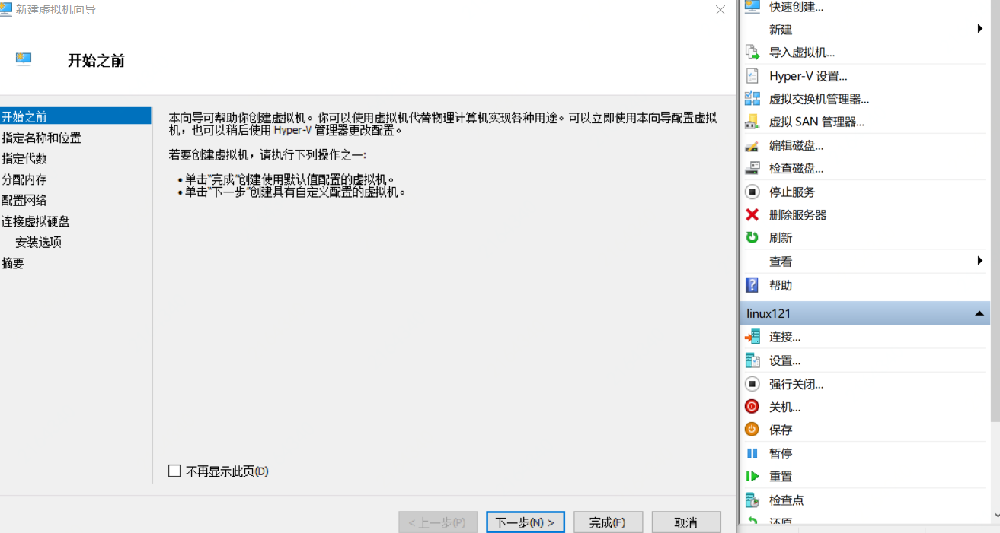 新建虚拟机向导
开始之前
开始之前
指定名称和位置
指定代数
分配内存
配置网络
连接虚拟硬盘
安装选项
摘要
本向导可帮助你创建虚拟机。你可以使用虚拟机代替物理计算机实现各种用途。可以立即使用本向导配置虚拟
机，也可以稍后使用 Hyper-V 管理器更改配置。
若要创建虚拟机，请执行下列操作之一:
•单击"完成"创建使用默认值配置的虚拟机。
•单击"下一步"创建具有自定义配置的虚拟机。
不再显示此页(D)
< 上一步(P)
下一步(N) >
完成(F)
取消
快速创建...
新建
导入虚拟机...
Hyper-V 设置...
虚拟交换机管理器...
虚拟 SAN 管理器...
编辑磁盘...
检查磁盘...
停止服务
删除服务器
刷新
查看
帮助
linux121
连接...
设置...
强行关闭...
关机...
保存
暂停
重置
检查点
还原